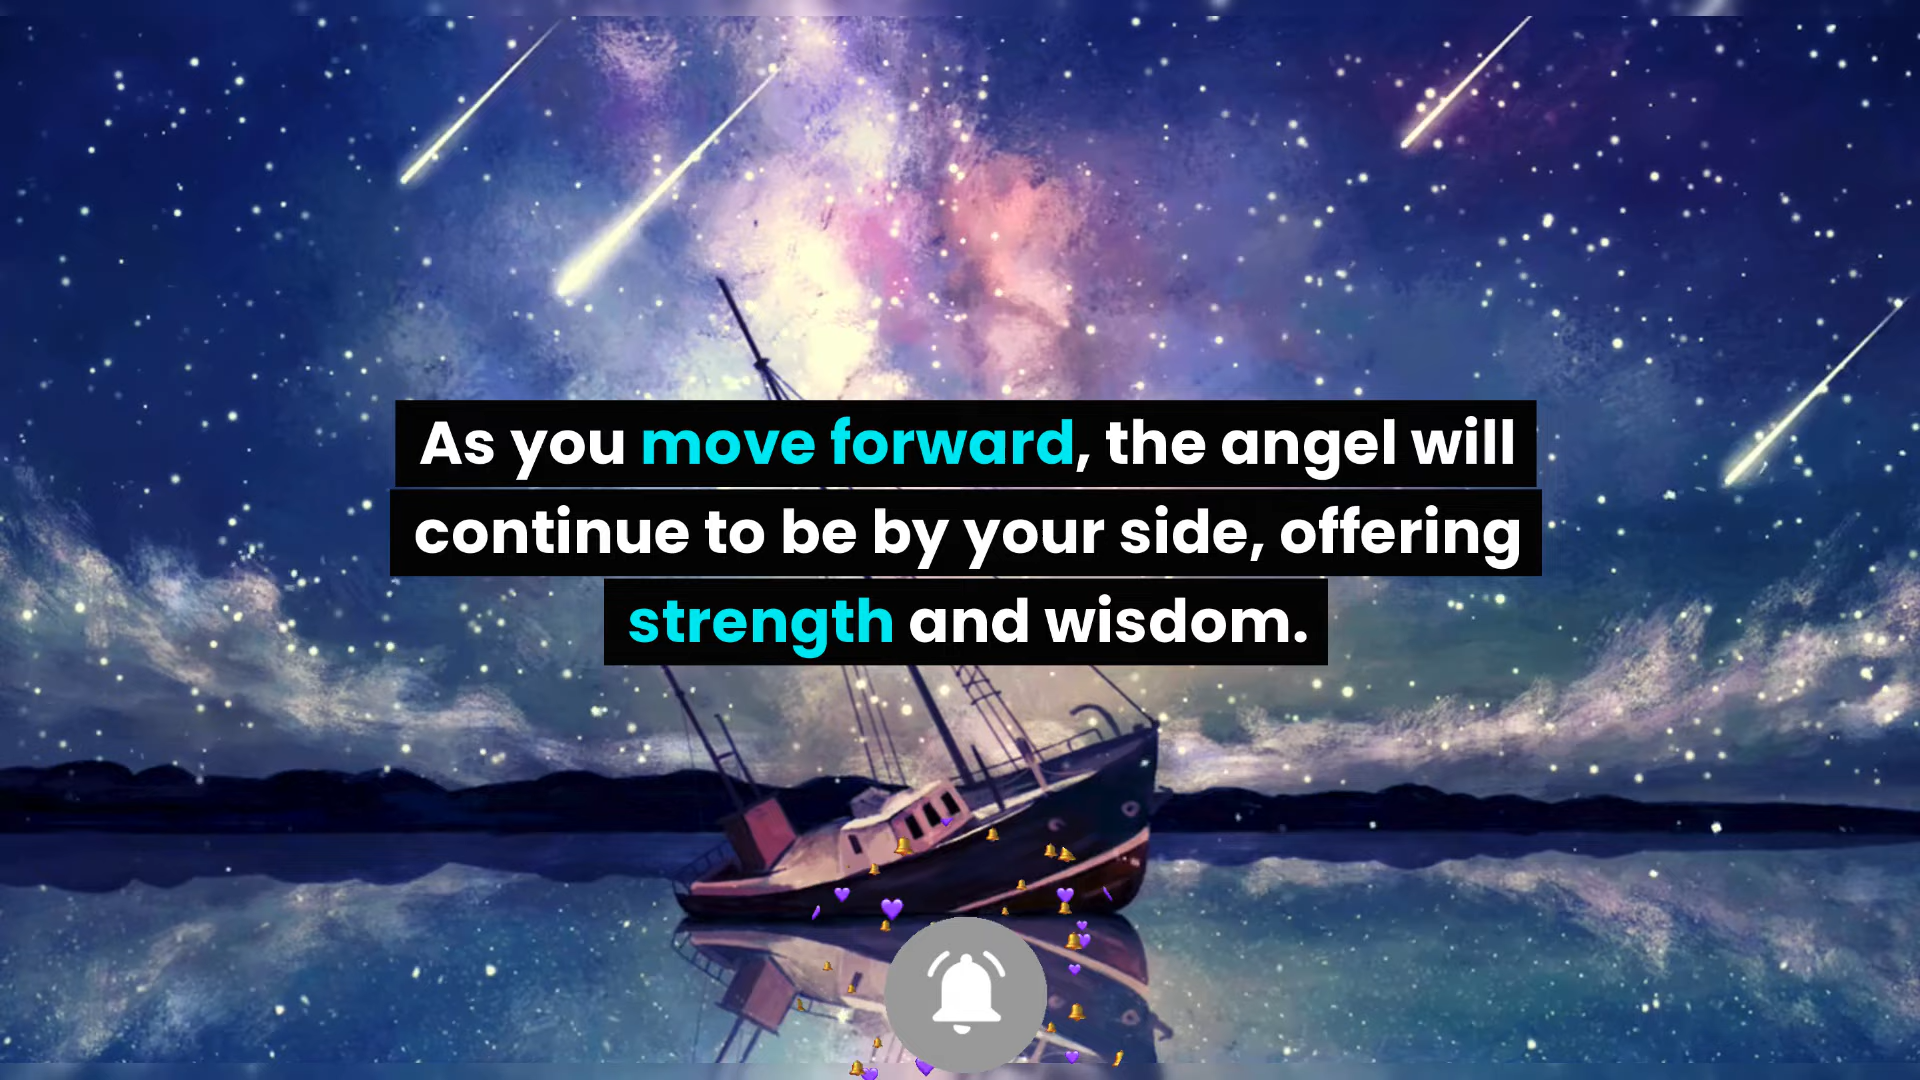 As you move forward, the angel will
continue to be by your side, offering
strength and wisdom.